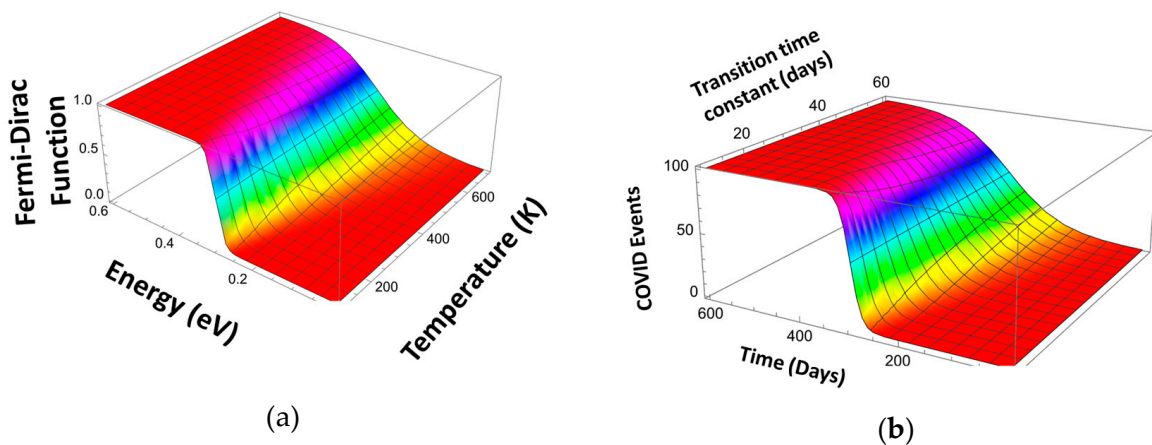 Fermi-Dirac
Function
1.0
0.5
0.0
0.6
0.4
0.2
Energy (eV)
200
400
600
Temperature (K)
(a)
Transition time
constant (days)
20
40
60
COVID Events
100
50
0
600
400
200
Time (Days)
(b)